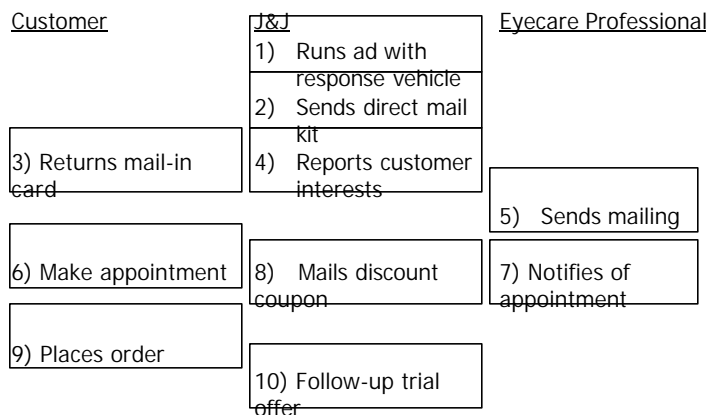 Customer
J&J
Eyecare Professional
1) Runs ad with
response vehicle
2) Sends direct mail
kit
3) Returns mail-in
card
4) Reports customer
interests
5) Sends mailing
6) Make appointment
8) Mails discount
coupon
7) Notifies of
appointment
9) Places order
10) Follow-up trial
offer